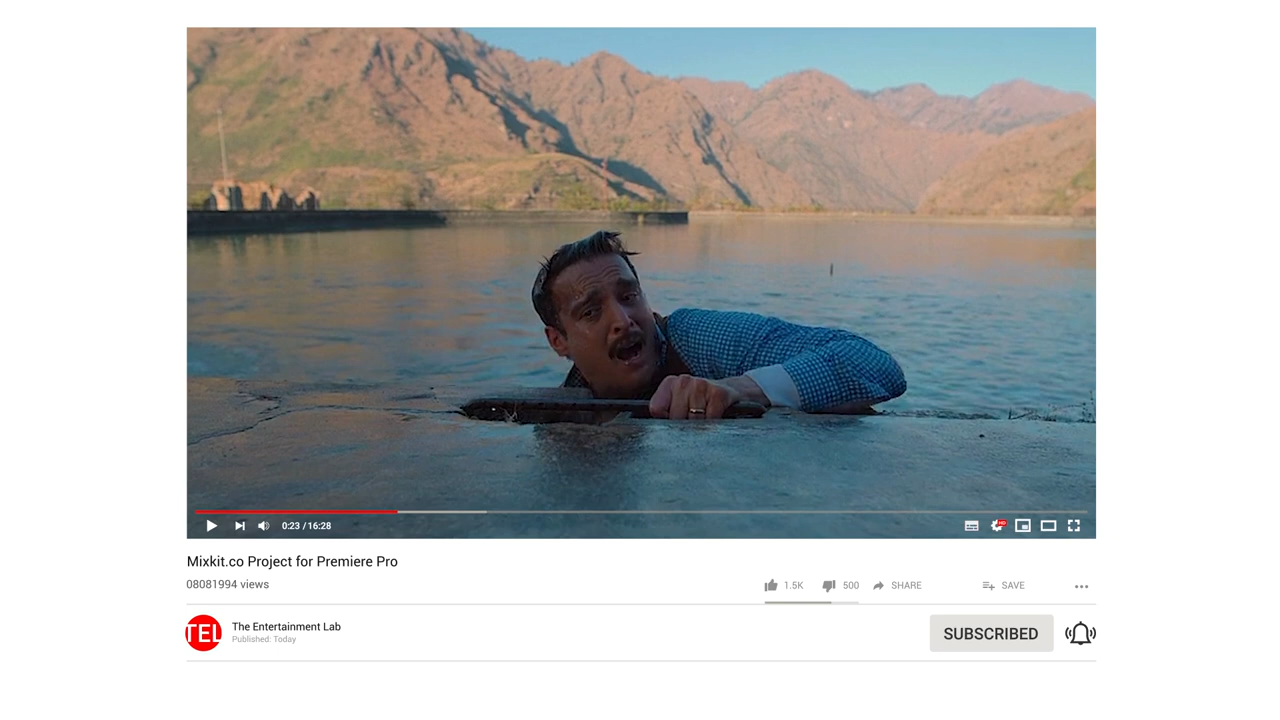 HD
0:23 / 16:28
Mixkit.co Project for Premiere Pro
08081994 views
1.5K 500 SHARE SAVE
TEL
The Entertainment Lab
Published: Today
SUBSCRIBED